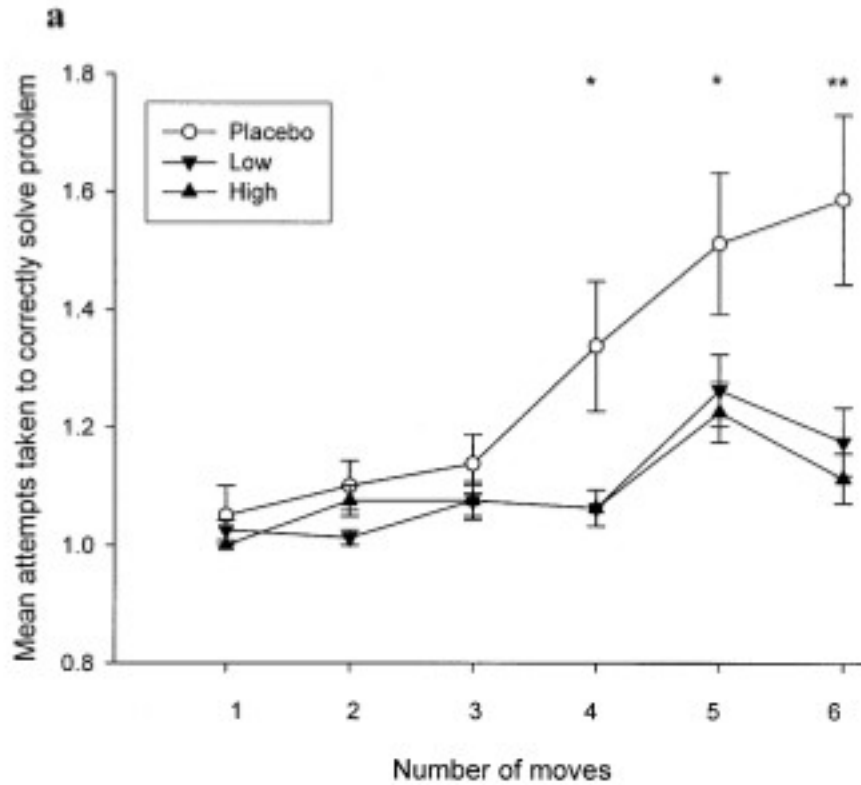 a
Mean attempts taken to correctly solve problem
1.8
1.6
1.4
1.2
1.0
0.8
Placebo
Low
High
*
*
**
1 2 3 4 5 6
Number of moves